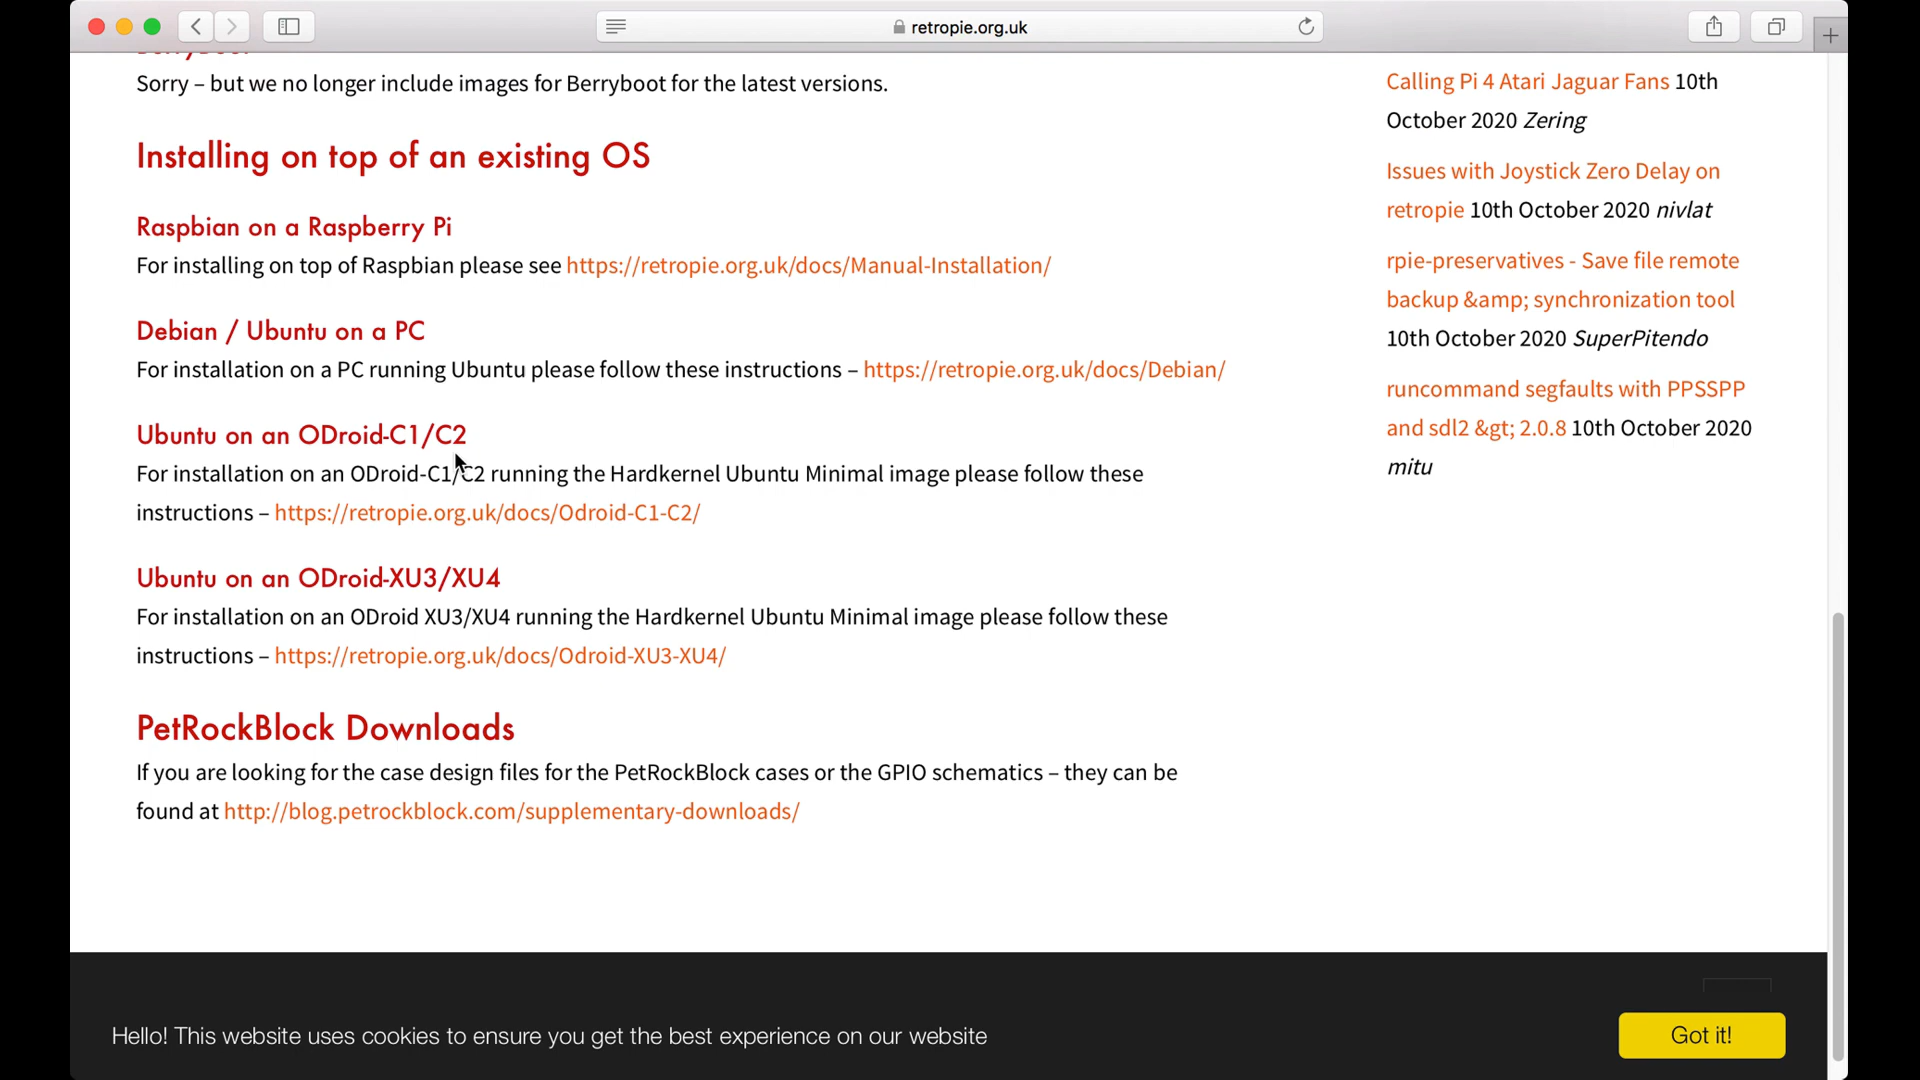 retropie.org.uk
Sorry – but we no longer include images for Berryboot for the latest versions.
Installing on top of an existing OS
Raspbian on a Raspberry Pi
For installing on top of Raspbian please see https://retropie.org.uk/docs/Manual-Installation/
Debian / Ubuntu on a PC
For installation on a PC running Ubuntu please follow these instructions – https://retropie.org.uk/docs/Debian/
Ubuntu on an ODroid-C1/C2
For installation on an ODroid-C1/C2 running the Hardkernel Ubuntu Minimal image please follow these
instructions – https://retropie.org.uk/docs/Odroid-C1-C2/
Ubuntu on an ODroid-XU3/XU4
For installation on an ODroid XU3/XU4 running the Hardkernel Ubuntu Minimal image please follow these
instructions – https://retropie.org.uk/docs/Odroid-XU3-XU4/
PetRockBlock Downloads
If you are looking for the case design files for the PetRockBlock cases or the GPIO schematics – they can be
found at http://blog.petrockblock.com/supplementary-downloads/
Calling Pi 4 Atari Jaguar Fans 10th
October 2020 Zering
Issues with Joystick Zero Delay on
retropie 10th October 2020 nivlat
rpie-preservatives - Save file remote
backup &amp; synchronization tool
10th October 2020 SuperPitendo
runcommand segfaults with PPSSPP
and sdl2 &gt; 2.0.8 10th October 2020
mitu
Hello! This website uses cookies to ensure you get the best experience on our website
Got it!